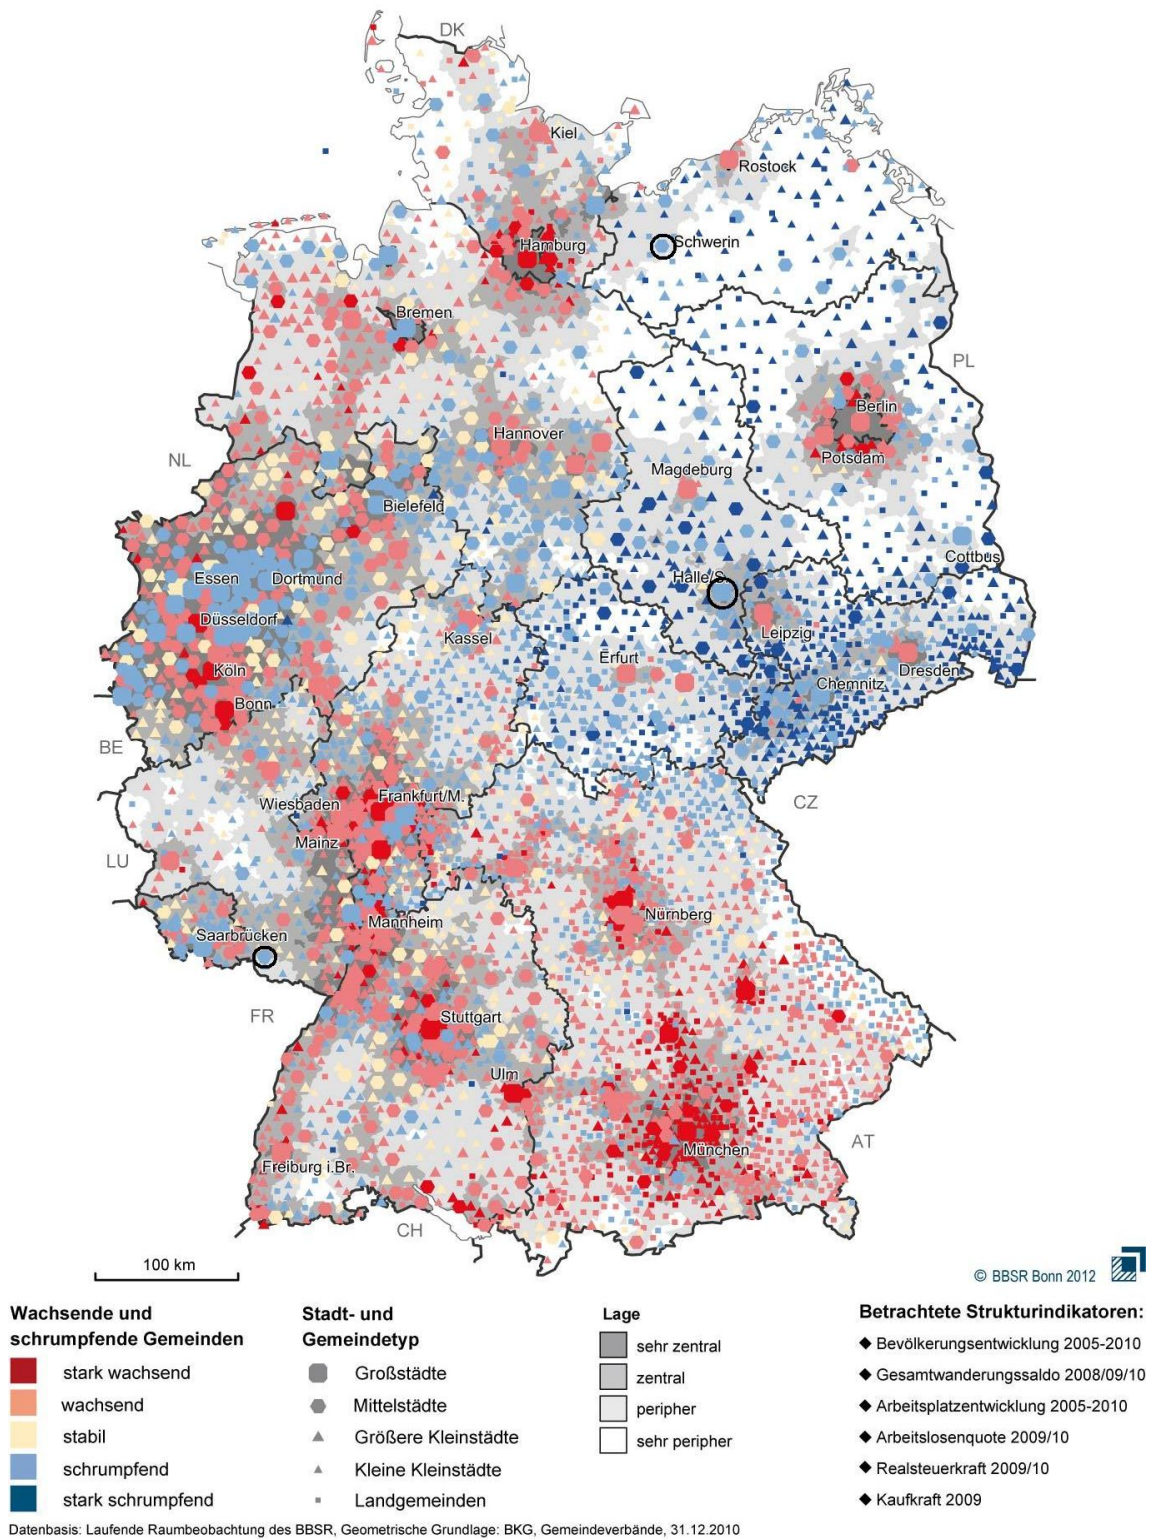 DK
Kiel
Rostock
Hamburg
Schwerin
Bremen
PL
Berlin
Hannover
Potsdam
NL
Magdeburg
Bielefeld
Cottbus
Essen
Dortmund
Halle/S.
Düsseldorf
Leipzig
Kassel
Erfurt
Köln
Dresden
Chemnitz
Bonn
BE
Wiesbaden
Frankfurt/M.
CZ
Mainz
LU
Nürnberg
Mannheim
Saarbrücken
FR
Stuttgart
Ulm
AT
München
Freiburg i.Br.
CH
100 km
© BBSR Bonn 2012
Wachsende und
schrumpfende Gemeinden
stark wachsend
wachsend
stabil
schrumpfend
stark schrumpfend
Stadt- und
Gemeindetyp
Großstädte
Mittelstädte
Größere Kleinstädte
Kleine Kleinstädte
Landgemeinden
Lage
sehr zentral
zentral
peripher
sehr peripher
Betrachtete Strukturindikatoren:
Bevölkerungsentwicklung 2005-2010
Gesamtwanderungssaldo 2008/09/10
Arbeitsplatzentwicklung 2005-2010
Arbeitslosenquote 2009/10
Realsteuerkraft 2009/10
Kaufkraft 2009
Datenbasis: Laufende Raumbeobachtung des BBSR, Geometrische Grundlage: BKG, Gemeindeverbände, 31.12.2010